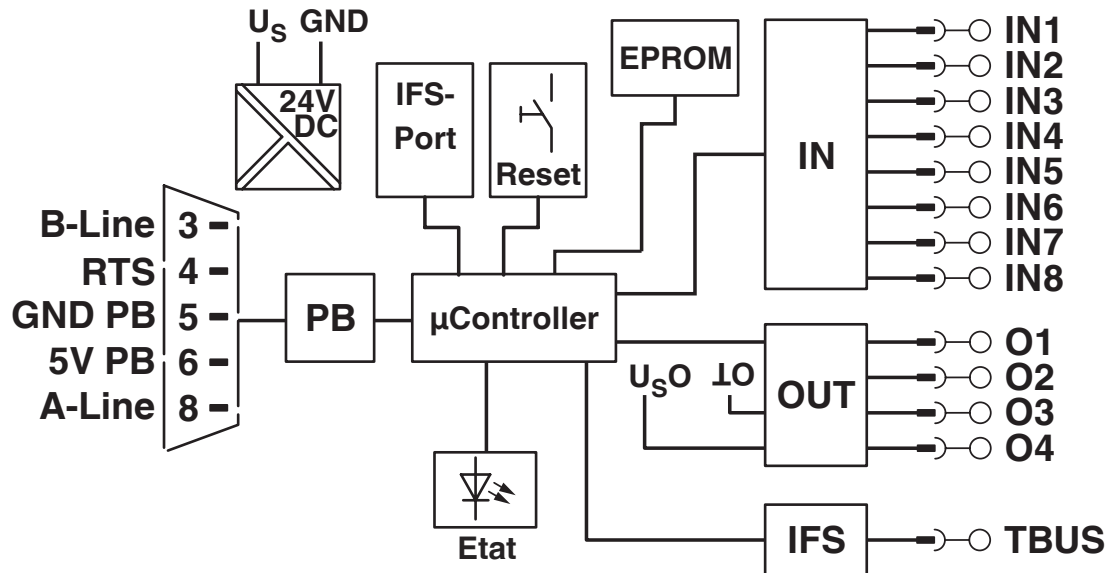 US GND
24V
DC
IFS-
Port
Reset
EPROM
IN
IN1
IN2
IN3
IN4
IN5
IN6
IN7
IN8
B-Line 3
RTS 4
GND PB 5
5V PB 6
A-Line 8
PB
µController
USO
⊥O
OUT
O1
O2
O3
O4
Etat
IFS
TBUS